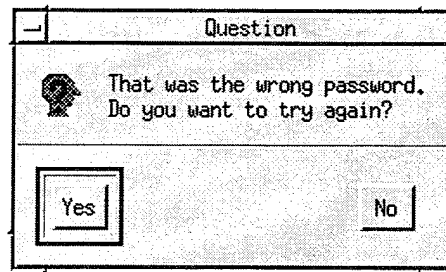 Question
That was the wrong password.
Do you want to try again?
Yes
No